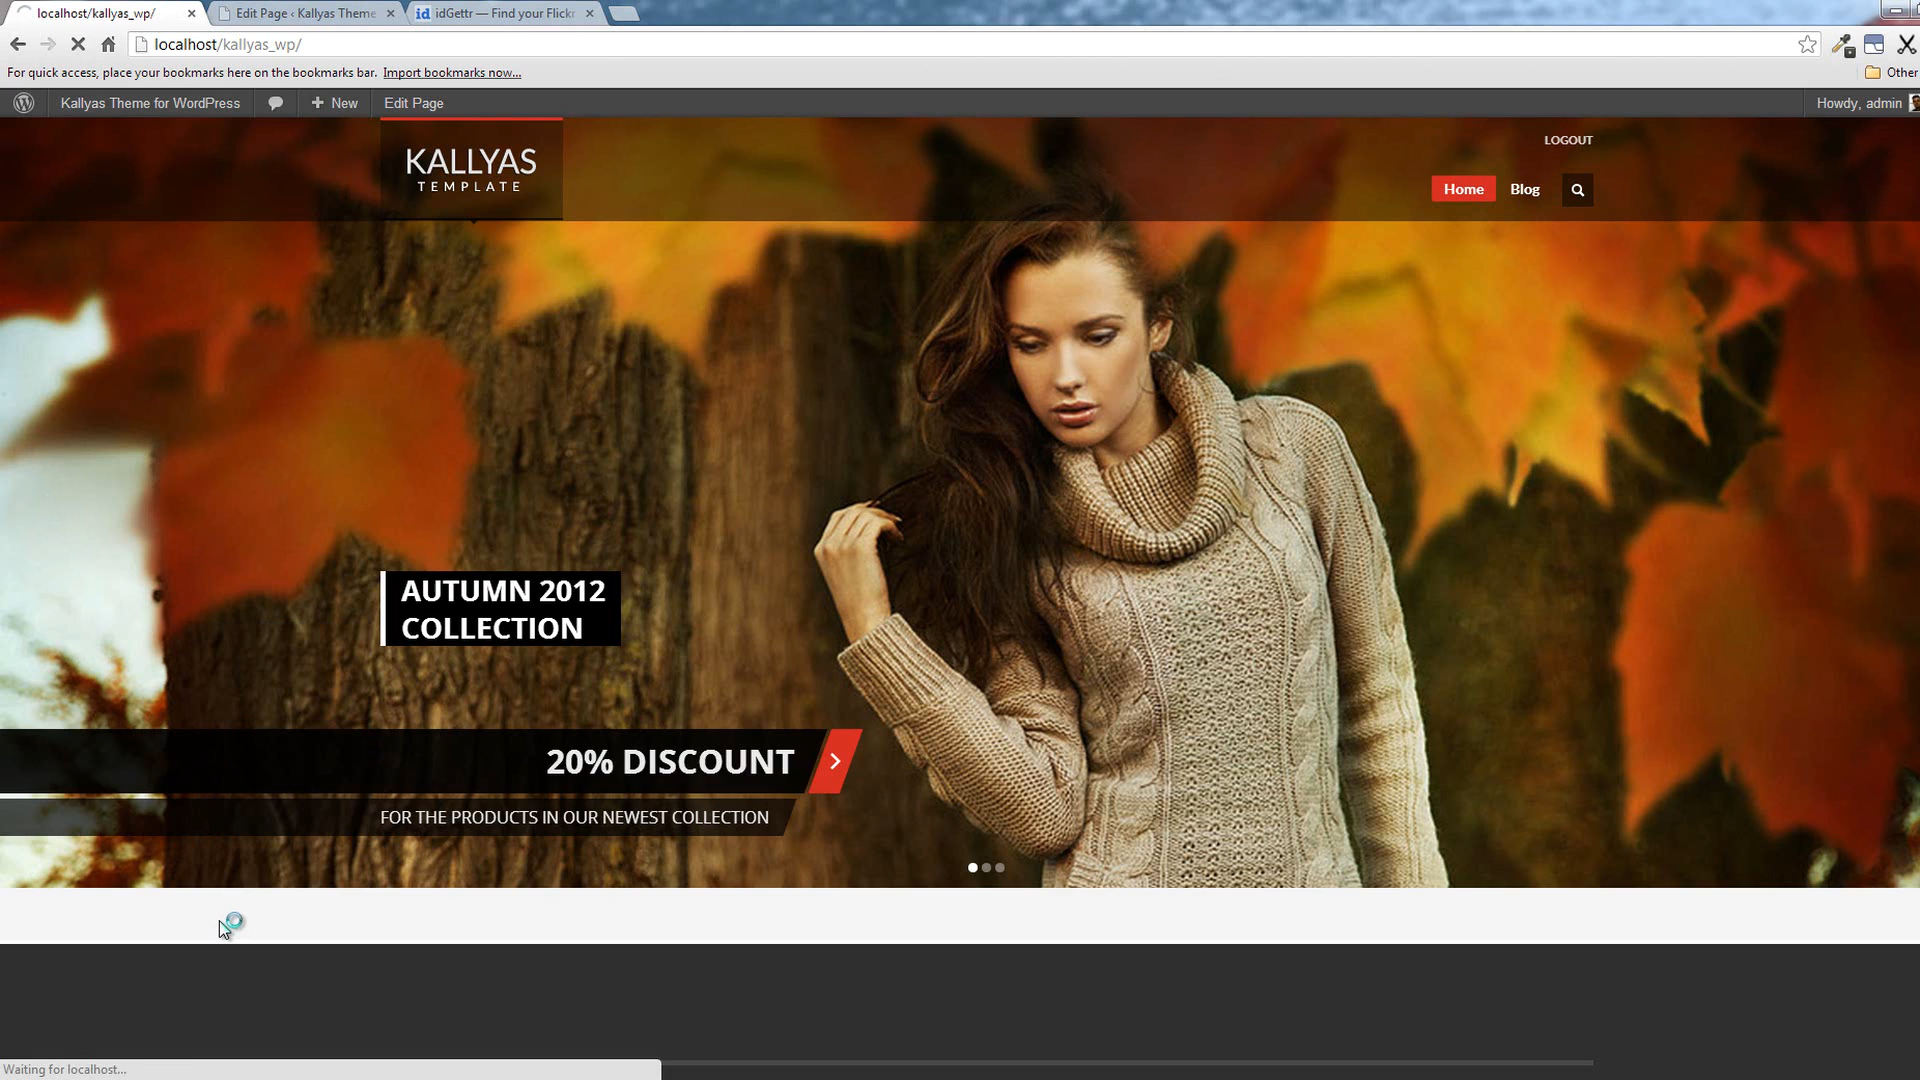 localhost/kallyas_wp/
Edit Page ‹ Kallyas Theme
id idGettr — Find your Flickr
localhost/kallyas_wp/
For quick access, place your bookmarks here on the bookmarks bar. Import bookmarks now...
Other
Kallyas Theme for WordPress
New
Edit Page
Howdy, admin
LOGOUT
KALLYAS
TEMPLATE
Home
Blog
AUTUMN 2012
COLLECTION
20% DISCOUNT
FOR THE PRODUCTS IN OUR NEWEST COLLECTION
Waiting for localhost...